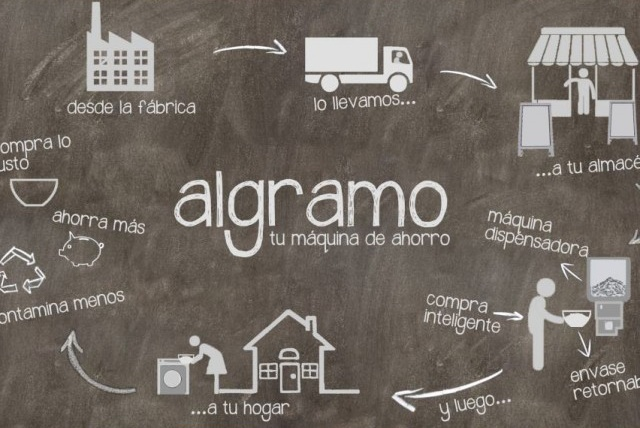 desde la fábrica
lo llevamos...
...a tu almacé
ompra lo
usto
ahorra más
ontamina menos
algramo
tu máquina de ahorro
máquina
dispensadora
compra
inteligente
envase
retornab
y luego...
...a tu hogar